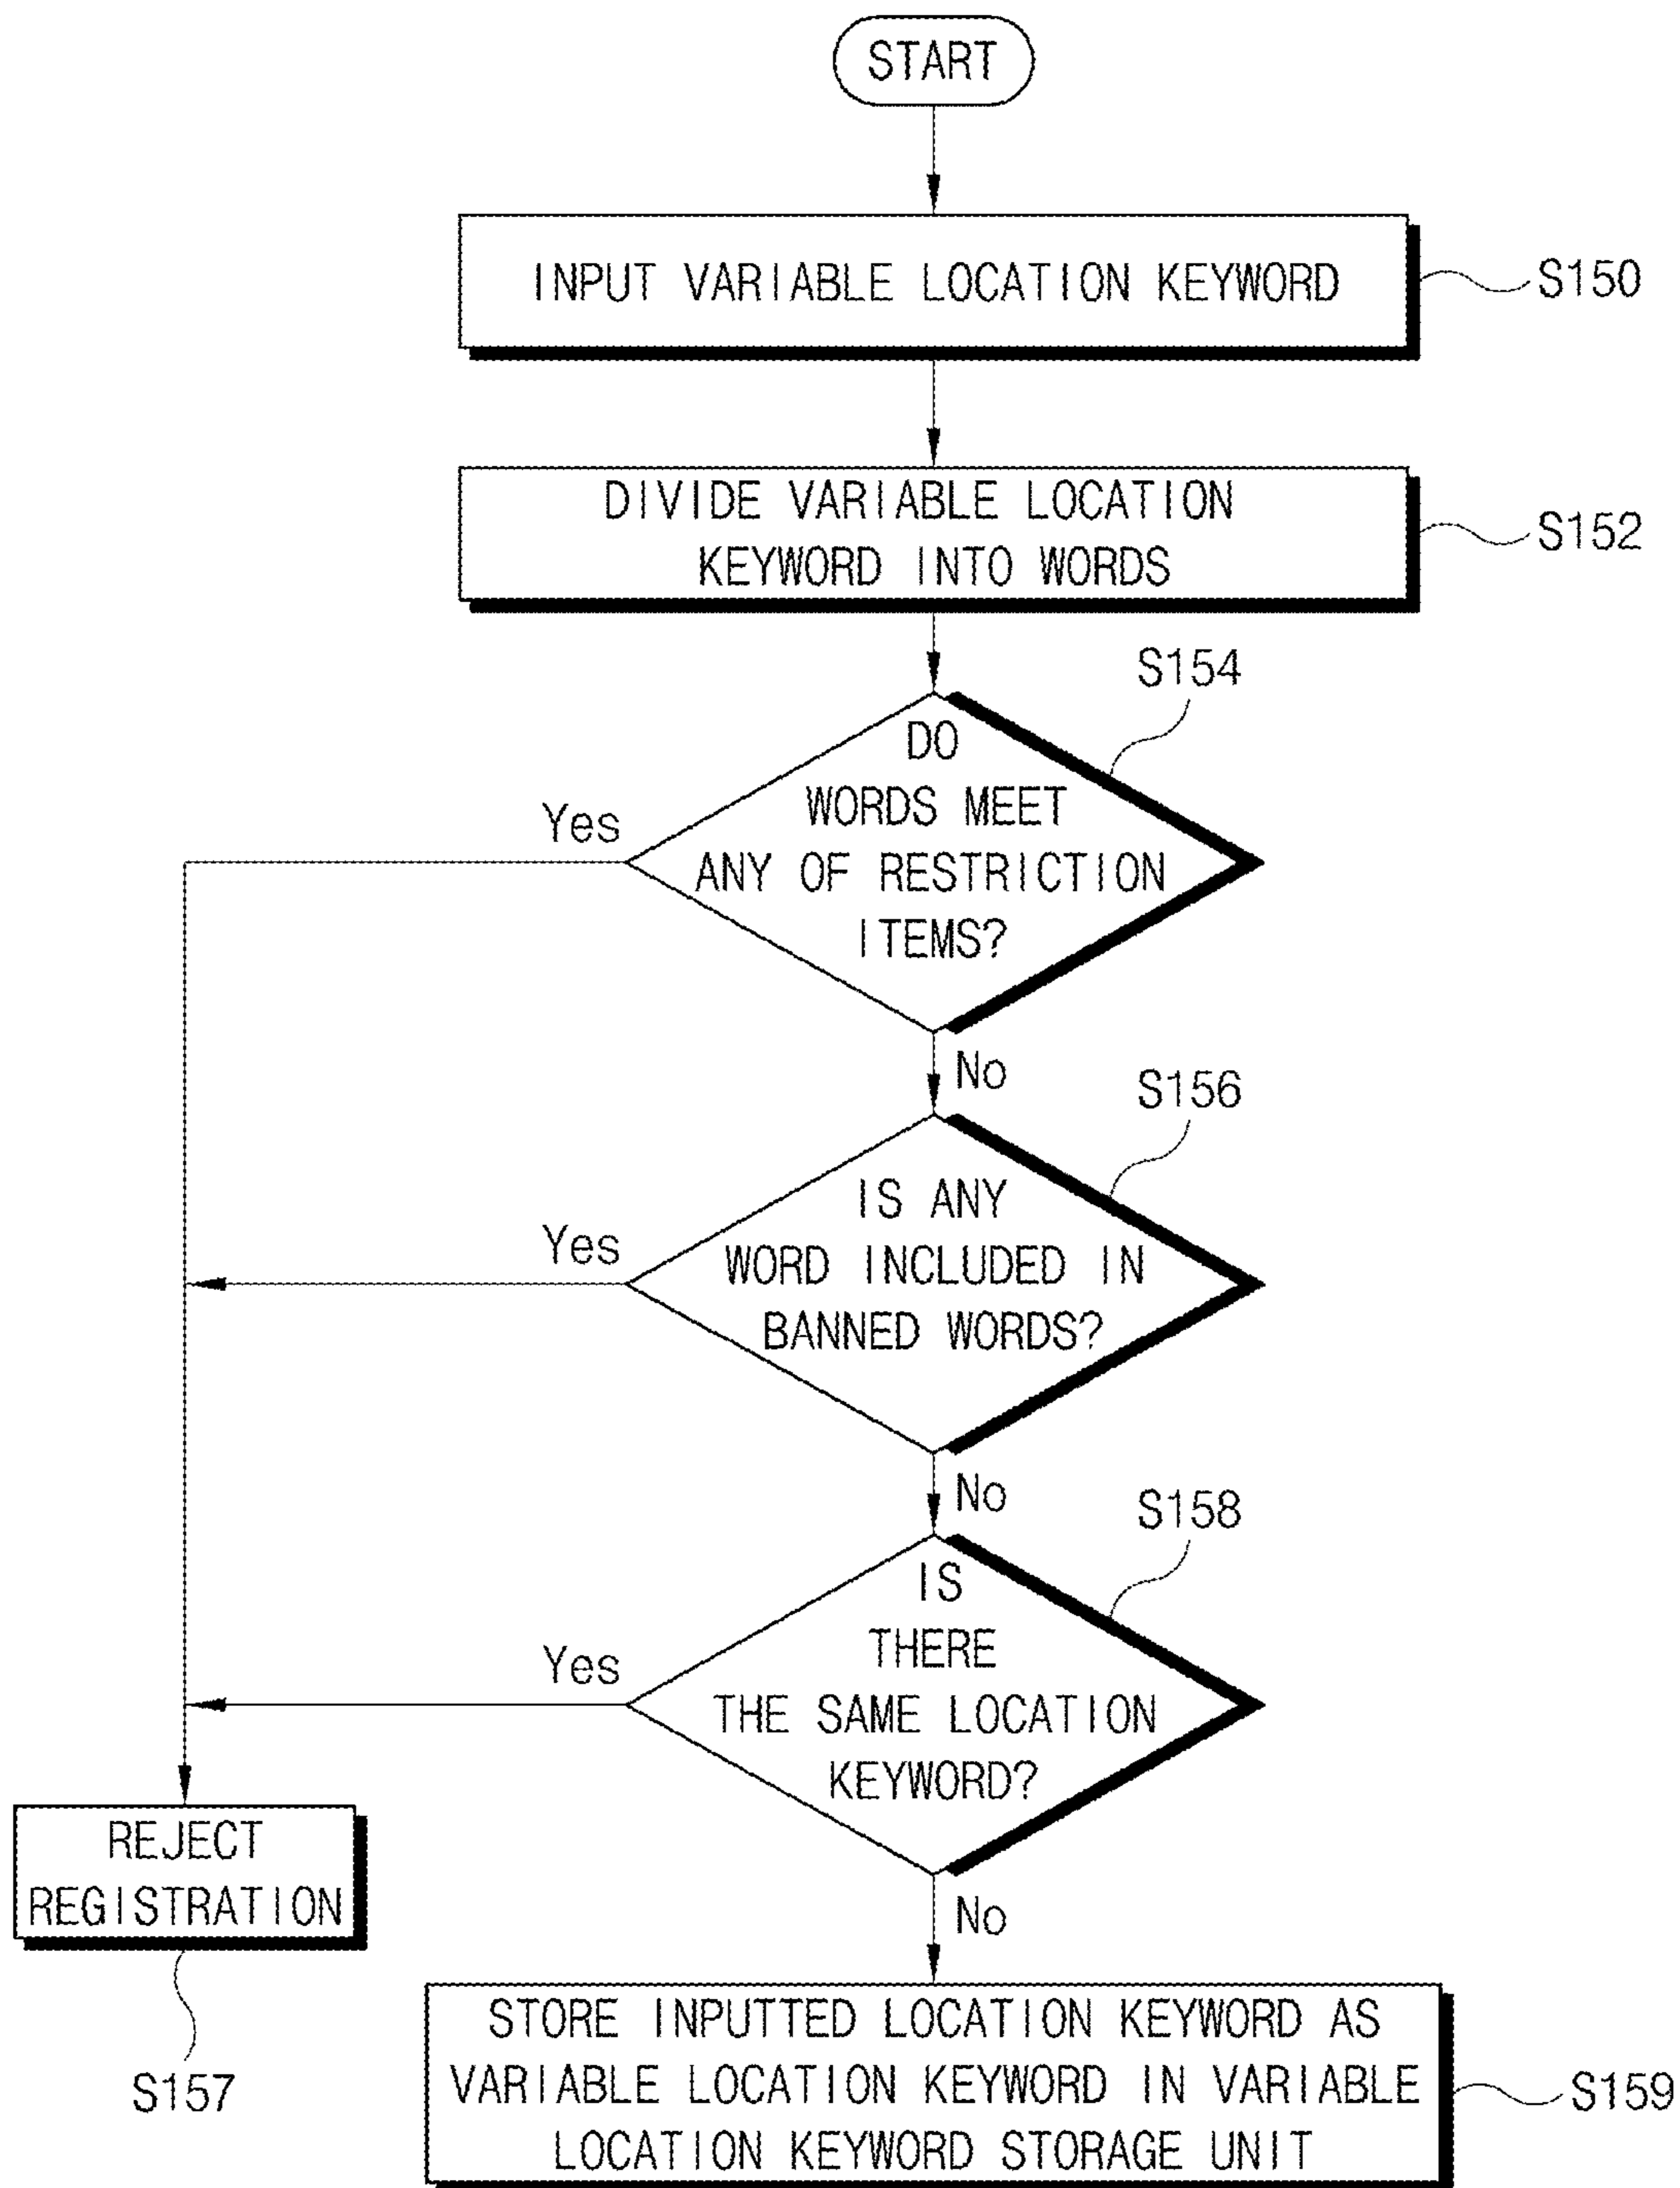 START
INPUT VARIABLE LOCATION KEYWORD
S150
DIVIDE VARIABLE LOCATION
KEYWORD INTO WORDS
S152
S154
DO
WORDS MEET
ANY OF RESTRICTION
ITEMS?
Yes
No
S156
IS ANY
WORD INCLUDED IN
BANNED WORDS?
Yes
No
S158
IS
THERE
THE SAME LOCATION
KEYWORD?
Yes
No
REJECT
REGISTRATION
S157
STORE INPUTTED LOCATION KEYWORD AS
VARIABLE LOCATION KEYWORD IN VARIABLE
LOCATION KEYWORD STORAGE UNIT
S159